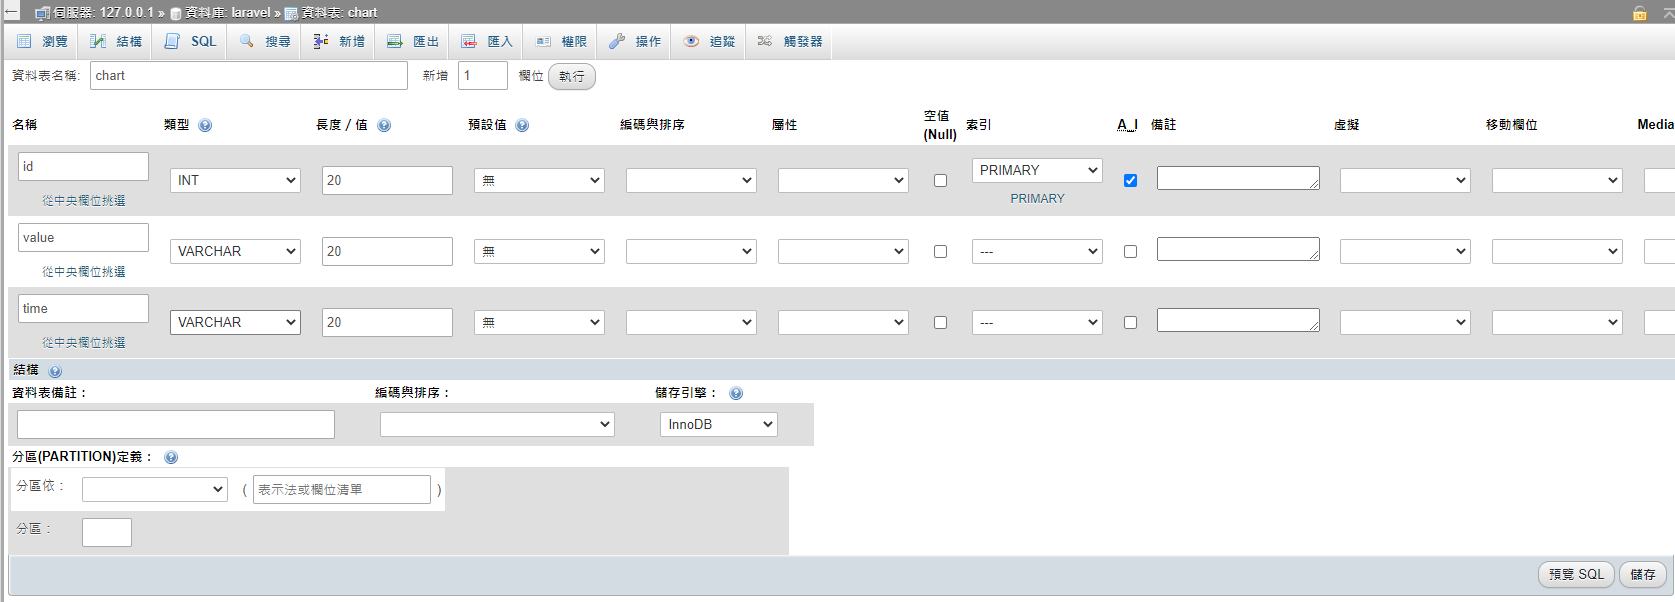 伺服器: 127.0.0.1 » 資料庫: laravel » 資料表: chart
瀏覽 結構 SQL 搜尋 新增 匯出 匯入 權限 操作 追蹤 觸發器
資料表名稱: chart 新增 1 欄位 執行
名稱 類型 長度 / 值 預設值 編碼與排序 屬性 空值 (Null) 索引 A_I 備註 虛擬 移動欄位 Media
id INT 20 無 PRIMARY
從中央欄位挑選 PRIMARY
value VARCHAR 20 無 ---
從中央欄位挑選
time VARCHAR 20 無 ---
從中央欄位挑選
結構
資料表備註： 編碼與排序： 儲存引擎：
InnoDB
分區(PARTITION)定義：
分區依： ( 表示法或欄位清單 )
分區：
預覽 SQL 儲存